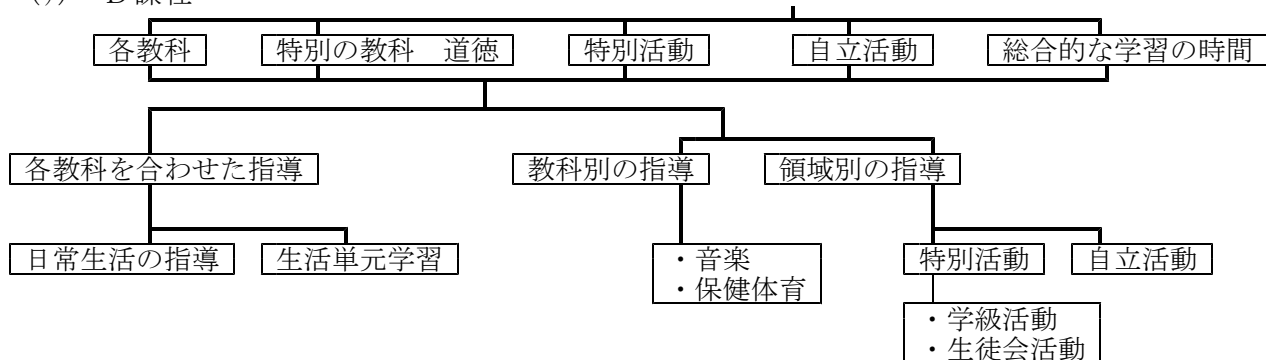 D課程
各教科 特別の教科 道徳 特別活動 自立活動 総合的な学習の時間
各教科を合わせた指導 教科別の指導 領域別の指導
日常生活の指導 生活単元学習 ・音楽 特別活動 自立活動
・保健体育
・学級活動
・生徒会活動